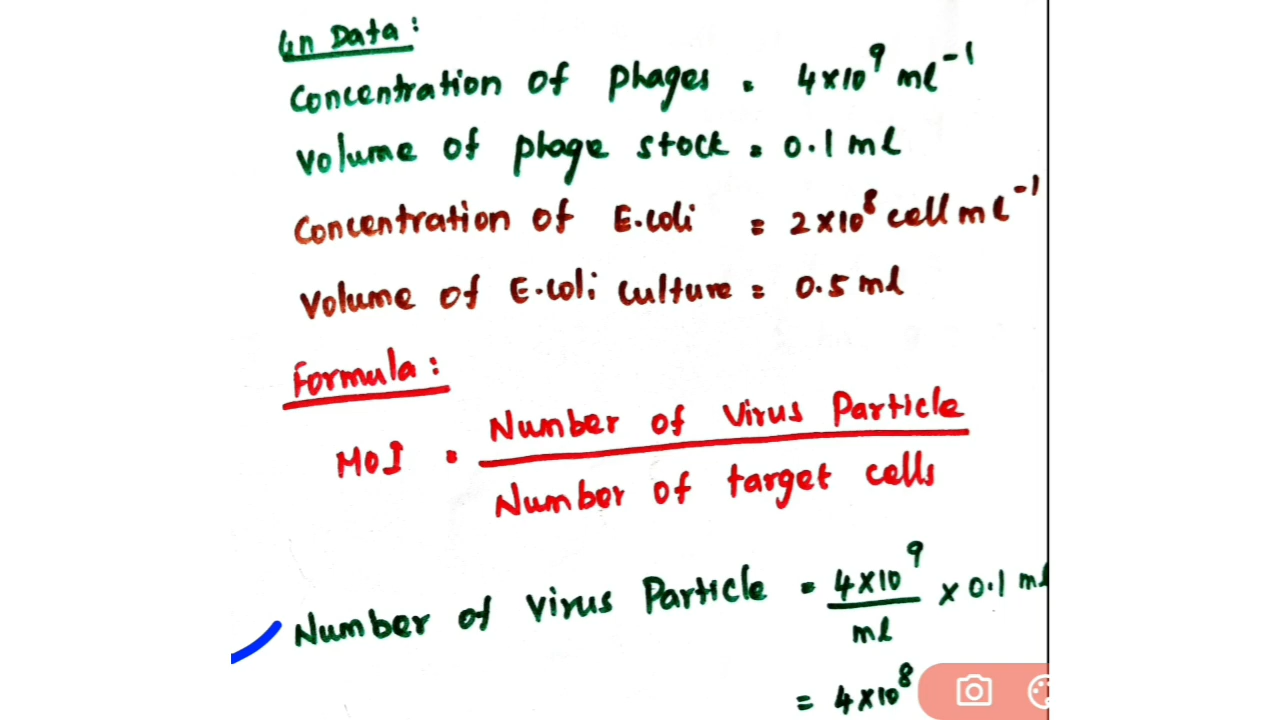 Gn Data:
Concentration of phages = 4×10⁹ ml⁻¹
Volume of phage stock = 0.1 ml
Concentration of E.coli = 2×10⁸ cell ml⁻¹
Volume of E.coli culture = 0.5 ml
Formula:
MOI = Number of Virus Particle
Number of target cells
Number of Virus Particle = 4×10⁹ × 0.1 ml
ml
= 4×10⁸